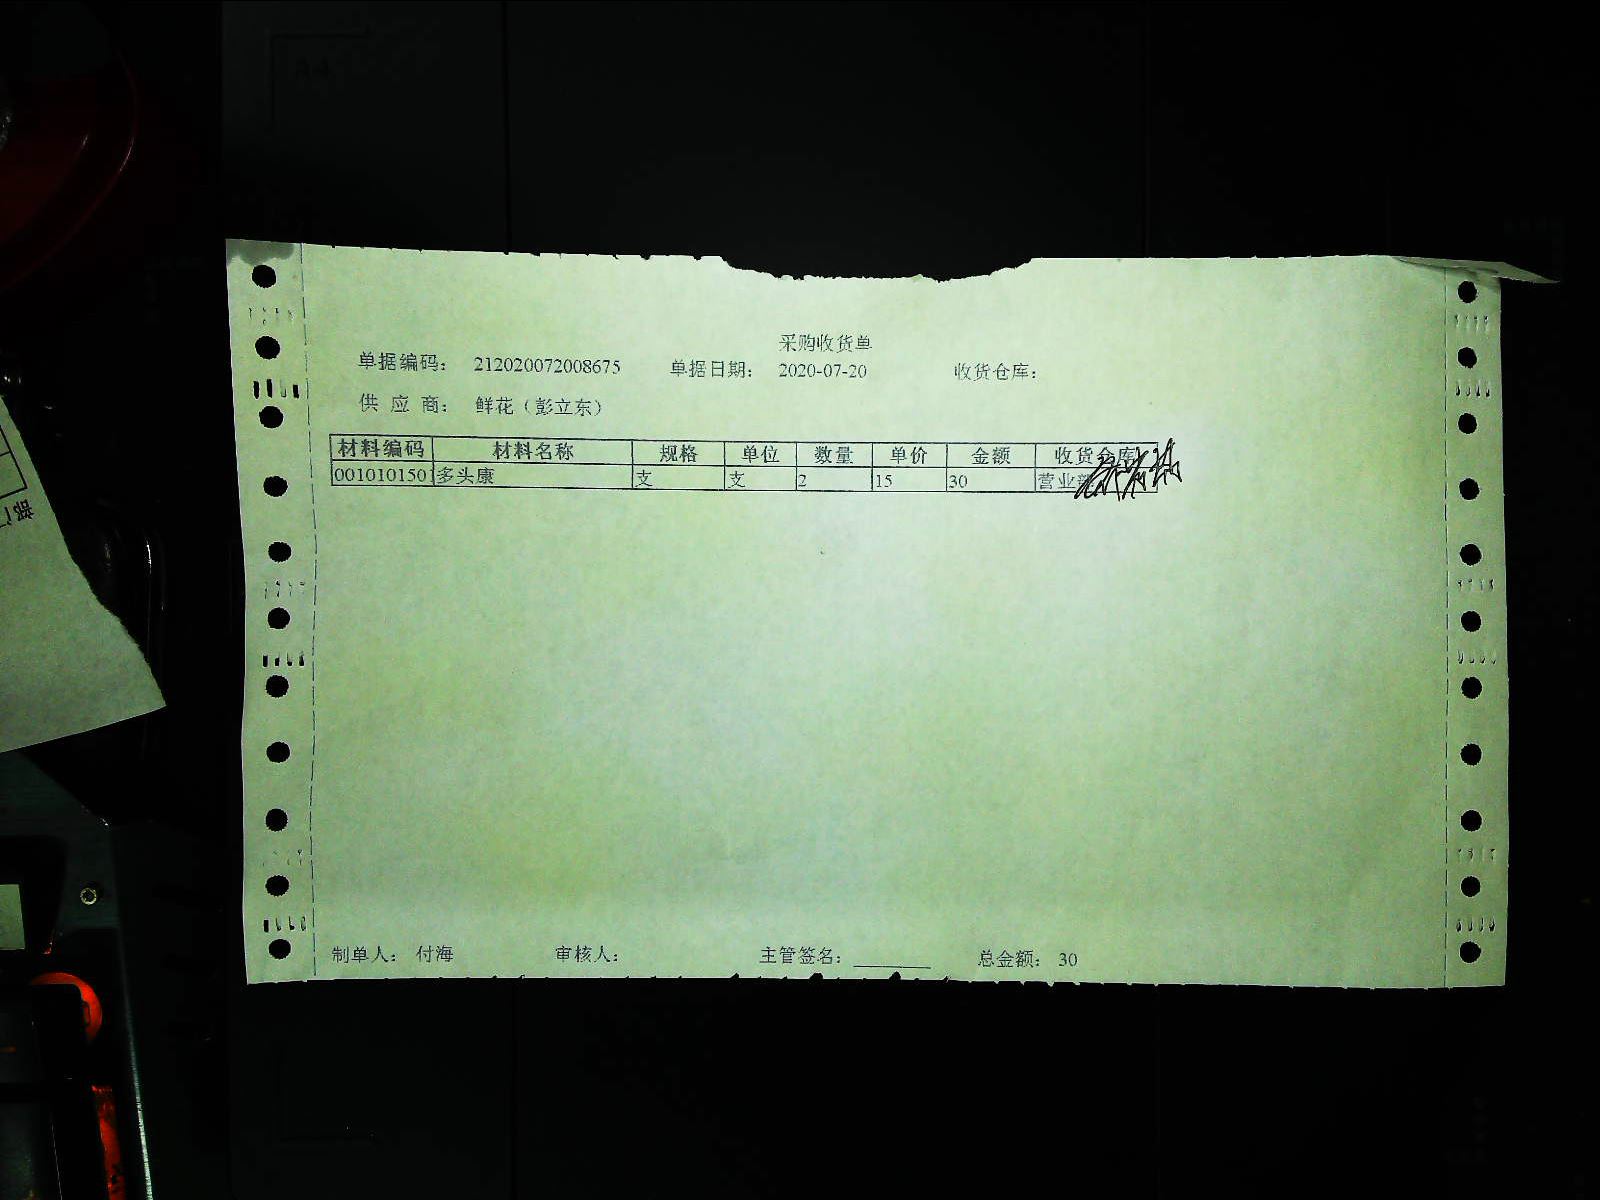 采购收货单
单据编码： 212020072008675 单据日期： 2020-07-20 收货仓库：
供 应 商： 鲜花（彭立东）
材料编码 材料名称 规格 单位 数量 单价 金额 收货仓库
001010150 多头康 支 支 2 15 30 营业
制单人： 付海 审核人： 主管签名： 总金额： 30
部门
A4